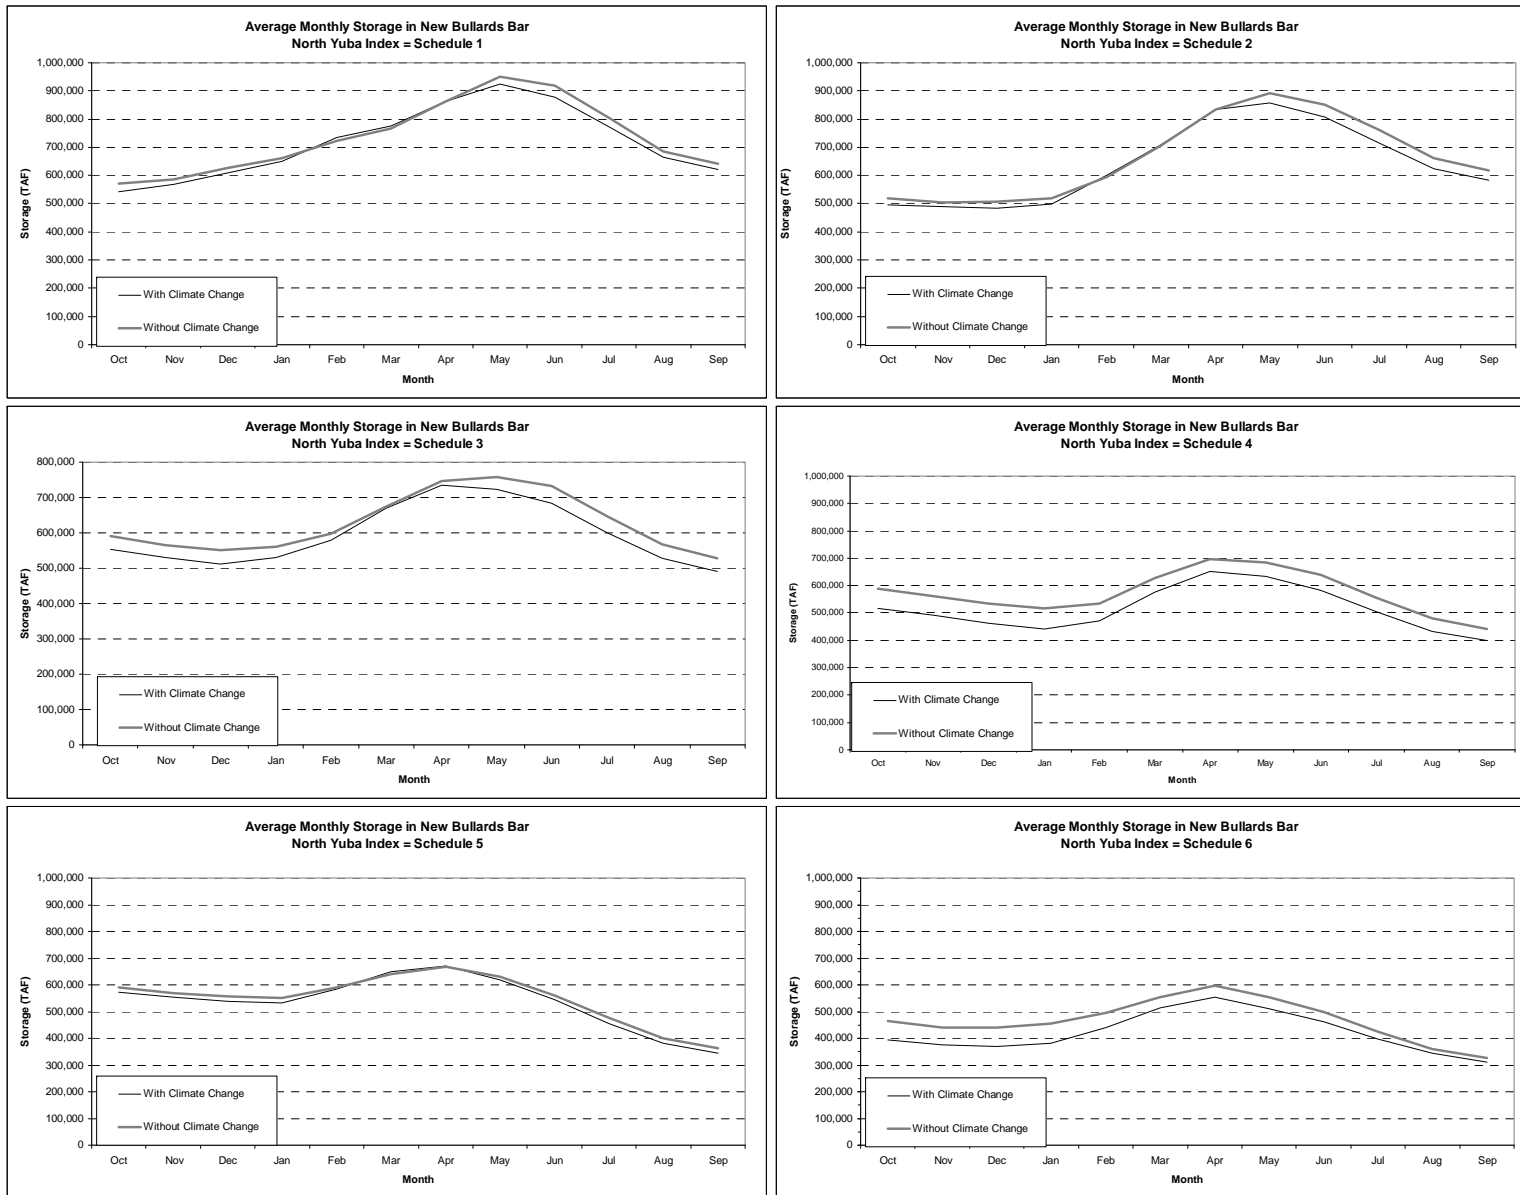 Average Monthly Storage in New Bullards Bar
North Yuba Index = Schedule 1
1,000,000
900,000
800,000
700,000
600,000
500,000
400,000
300,000
200,000
100,000
0
Storage (TAF)
With Climate Change
Without Climate Change
Oct Nov Dec Jan Feb Mar Apr May Jun Jul Aug Sep
Month
Average Monthly Storage in New Bullards Bar
North Yuba Index = Schedule 2
1,000,000
900,000
800,000
700,000
600,000
500,000
400,000
300,000
200,000
100,000
0
Storage (TAF)
With Climate Change
Without Climate Change
Oct Nov Dec Jan Feb Mar Apr May Jun Jul Aug Sep
Month
Average Monthly Storage in New Bullards Bar
North Yuba Index = Schedule 3
800,000
700,000
600,000
500,000
400,000
300,000
200,000
100,000
0
Storage (TAF)
With Climate Change
Without Climate Change
Oct Nov Dec Jan Feb Mar Apr May Jun Jul Aug Sep
Month
Average Monthly Storage in New Bullards Bar
North Yuba Index = Schedule 4
1,000,000
900,000
800,000
700,000
600,000
500,000
400,000
300,000
200,000
100,000
0
Storage (TAF)
With Climate Change
Without Climate Change
Oct Nov Dec Jan Feb Mar Apr May Jun Jul Aug Sep
Month
Average Monthly Storage in New Bullards Bar
North Yuba Index = Schedule 5
1,000,000
900,000
800,000
700,000
600,000
500,000
400,000
300,000
200,000
100,000
0
Storage (TAF)
With Climate Change
Without Climate Change
Oct Nov Dec Jan Feb Mar Apr May Jun Jul Aug Sep
Month
Average Monthly Storage in New Bullards Bar
North Yuba Index = Schedule 6
1,000,000
900,000
800,000
700,000
600,000
500,000
400,000
300,000
200,000
100,000
0
Storage (TAF)
With Climate Change
Without Climate Change
Oct Nov Dec Jan Feb Mar Apr May Jun Jul Aug Sep
Month